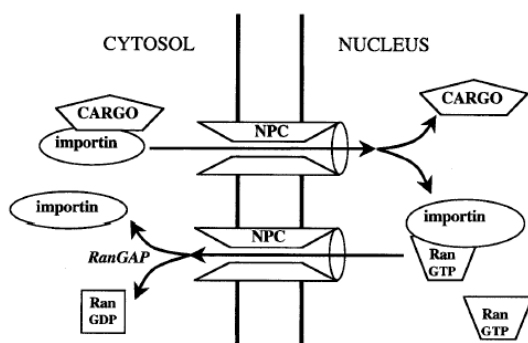 CYTOSOL
NUCLEUS
CARGO
importin
NPC
CARGO
importin
Ran
GTP
importin
RanGAP
NPC
Ran
GDP
Ran
GTP